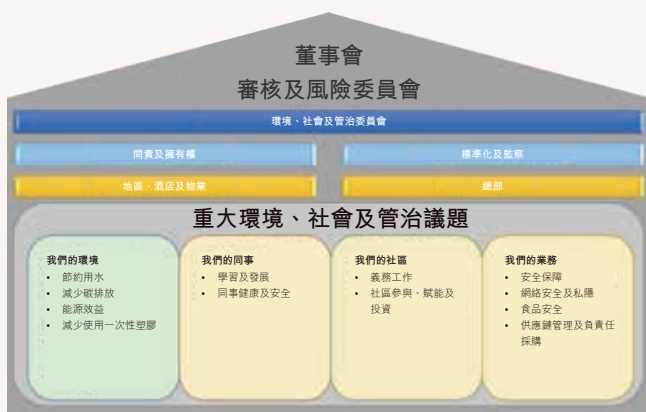 董事會
審核及風險委員會
環境、社會及管治委員會
問責及擁有權
標準化及監察
地區、酒店及物業
總部
重大環境、社會及管治議題
我們的環境
• 節約用水
• 減少碳排放
• 能源效益
• 減少使用一次性塑膠
我們的同事
• 學習及發展
• 同事健康及安全
我們的社區
• 義務工作
• 社區參與、賦能及
投資
我們的業務
• 安全保障
• 網絡安全及私隱
• 食品安全
• 供應鏈管理及負責任
採購